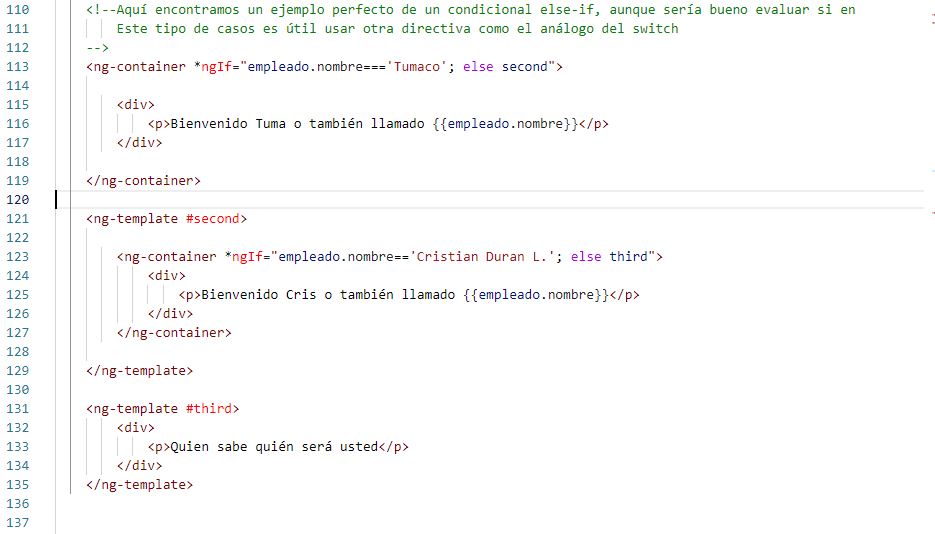 110 <!--Aquí encontramos un ejemplo perfecto de un condicional else-if, aunque sería bueno evaluar si en
111 Este tipo de casos es útil usar otra directiva como el análogo del switch
112 -->
113 <ng-container *ngIf="empleado.nombre==='Tumaco'; else second">
114
115 <div>
116 <p>Bienvenido Tuma o también llamado {{empleado.nombre}}</p>
117 </div>
118
119 </ng-container>
120
121 <ng-template #second>
122
123 <ng-container *ngIf="empleado.nombre=='Cristian Duran L.'; else third">
124 <div>
125 <p>Bienvenido Cris o también llamado {{empleado.nombre}}</p>
126 </div>
127 </ng-container>
128
129 </ng-template>
130
131 <ng-template #third>
132 <div>
133 <p>Quien sabe quién será usted</p>
134 </div>
135 </ng-template>
136
137